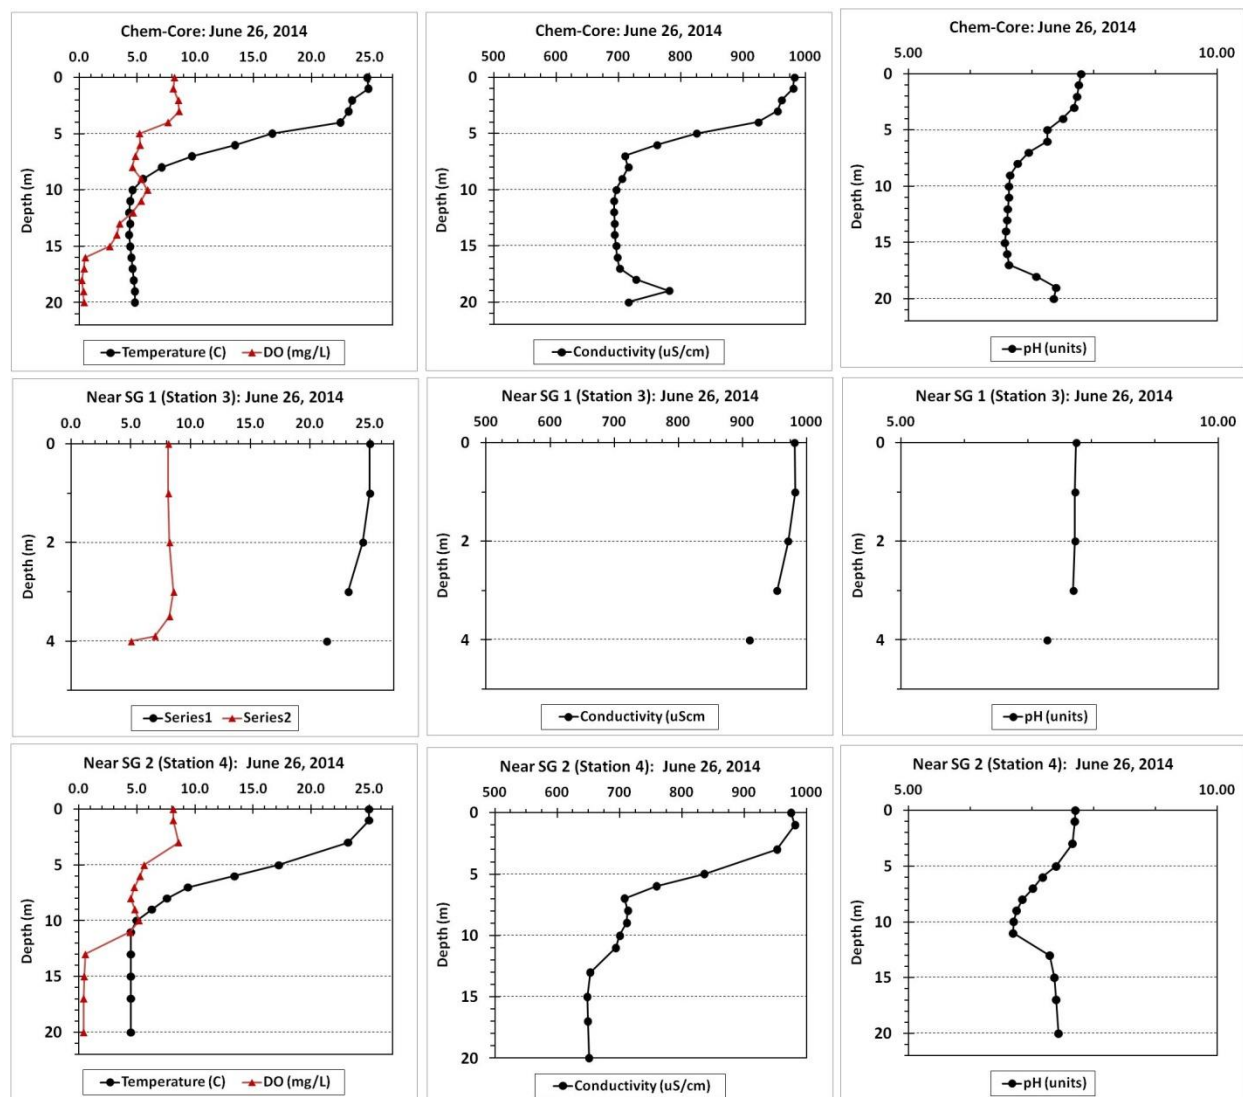 Chem-Core: June 26, 2014
0.0 5.0 10.0 15.0 20.0 25.0
0
5
10
15
20
Depth (m)
Temperature (C) DO (mg/L)
Chem-Core: June 26, 2014
500 600 700 800 900 1000
0
5
10
15
20
Depth (m)
Conductivity (uS/cm)
Chem-Core: June 26, 2014
5.00 10.00
0
5
10
15
20
Depth (m)
pH (units)
Near SG 1 (Station 3): June 26, 2014
0.0 5.0 10.0 15.0 20.0 25.0
0
2
4
Depth (m)
Series1 Series2
Near SG 1 (Station 3): June 26, 2014
500 600 700 800 900 1000
0
2
4
Depth (m)
Conductivity (uScm
Near SG 1 (Station 3): June 26, 2014
5.00 10.00
0
2
4
Depth (m)
pH (units)
Near SG 2 (Station 4): June 26, 2014
0.0 5.0 10.0 15.0 20.0 25.0
0
5
10
15
20
Depth (m)
Temperature (C) DO (mg/L)
Near SG 2 (Station 4): June 26, 2014
500 600 700 800 900 1000
0
5
10
15
20
Depth (m)
Conductivity (uS/cm)
Near SG 2 (Station 4): June 26, 2014
5.00 10.00
0
5
10
15
20
Depth (m)
pH (units)